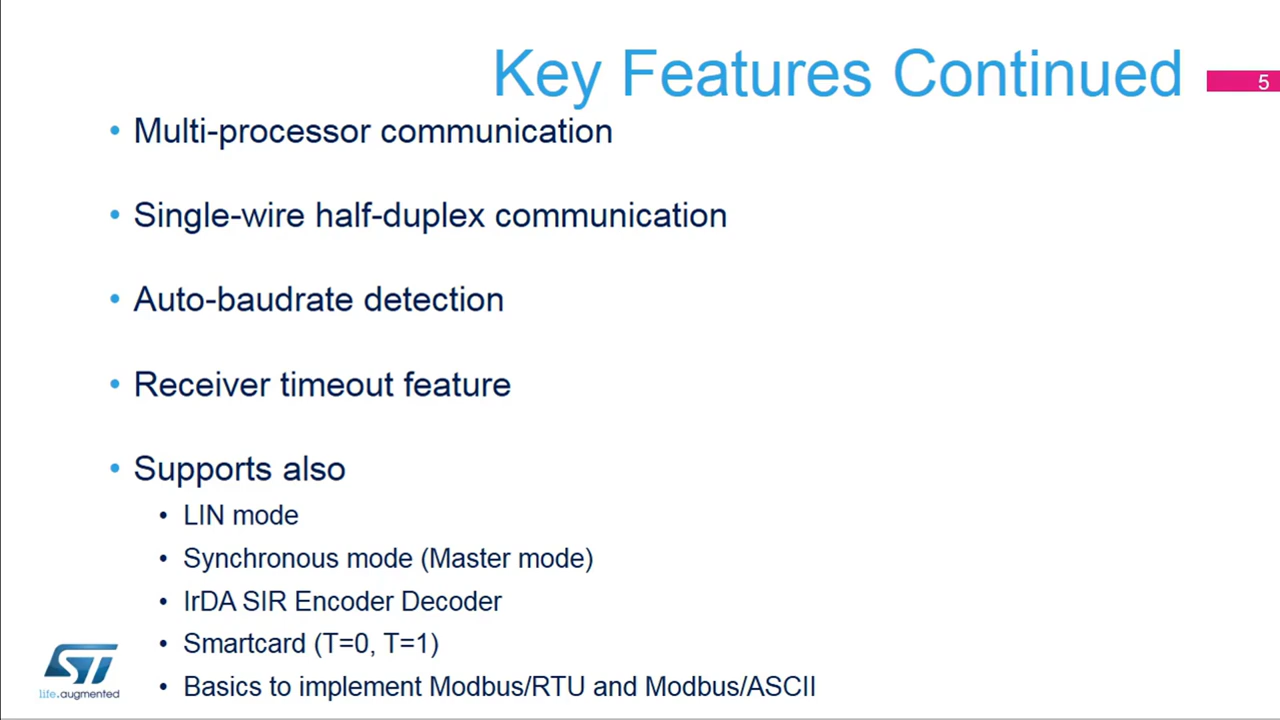 Key Features Continued
5
• Multi-processor communication
• Single-wire half-duplex communication
• Auto-baudrate detection
• Receiver timeout feature
• Supports also
• LIN mode
• Synchronous mode (Master mode)
• IrDA SIR Encoder Decoder
• Smartcard (T=0, T=1)
• Basics to implement Modbus/RTU and Modbus/ASCII
ST
life.augmented